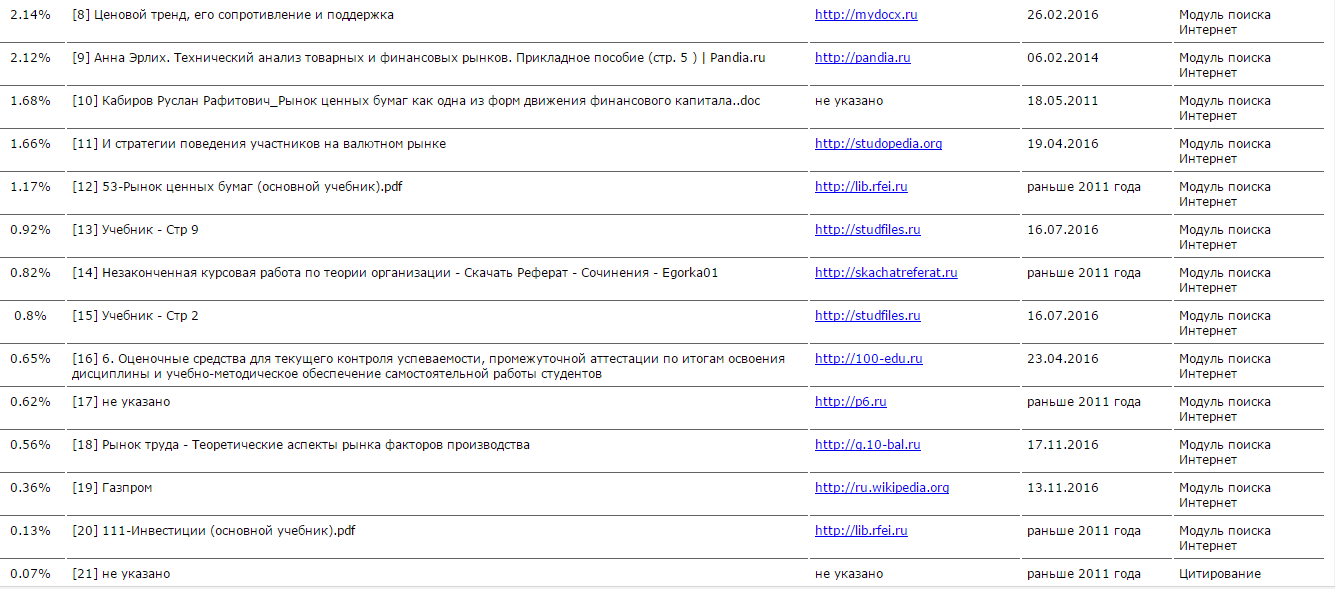 2.14% [8] Ценовой тренд, его сопротивление и поддержка http://mydocx.ru 26.02.2016 Модуль поиска
Интернет
2.12% [9] Анна Эрлих. Технический анализ товарных и финансовых рынков. Прикладное пособие (стр. 5 ) | Pandia.ru http://pandia.ru 06.02.2014 Модуль поиска
Интернет
1.68% [10] Кабиров Руслан Рафитович_Рынок ценных бумаг как одна из форм движения финансового капитала..doc не указано 18.05.2011 Модуль поиска
Интернет
1.66% [11] И стратегии поведения участников на валютном рынке http://studopedia.org 19.04.2016 Модуль поиска
Интернет
1.17% [12] 53-Рынок ценных бумаг (основной учебник).pdf http://lib.rfei.ru раньше 2011 года Модуль поиска
Интернет
0.92% [13] Учебник - Стр 9 http://studfiles.ru 16.07.2016 Модуль поиска
Интернет
0.82% [14] Незаконченная курсовая работа по теории организации - Скачать Реферат - Сочинения - Egorka01 http://skachatreferat.ru раньше 2011 года Модуль поиска
Интернет
0.8% [15] Учебник - Стр 2 http://studfiles.ru 16.07.2016 Модуль поиска
Интернет
0.65% [16] 6. Оценочные средства для текущего контроля успеваемости, промежуточной аттестации по итогам освоения http://100-edu.ru 23.04.2016 Модуль поиска
дисциплины и учебно-методическое обеспечение самостоятельной работы студентов Интернет
0.62% [17] не указано http://p6.ru раньше 2011 года Модуль поиска
Интернет
0.56% [18] Рынок труда - Теоретические аспекты рынка факторов производства http://q.10-bal.ru 17.11.2016 Модуль поиска
Интернет
0.36% [19] Газпром http://ru.wikipedia.org 13.11.2016 Модуль поиска
Интернет
0.13% [20] 111-Инвестиции (основной учебник).pdf http://lib.rfei.ru раньше 2011 года Модуль поиска
Интернет
0.07% [21] не указано не указано раньше 2011 года Цитирование